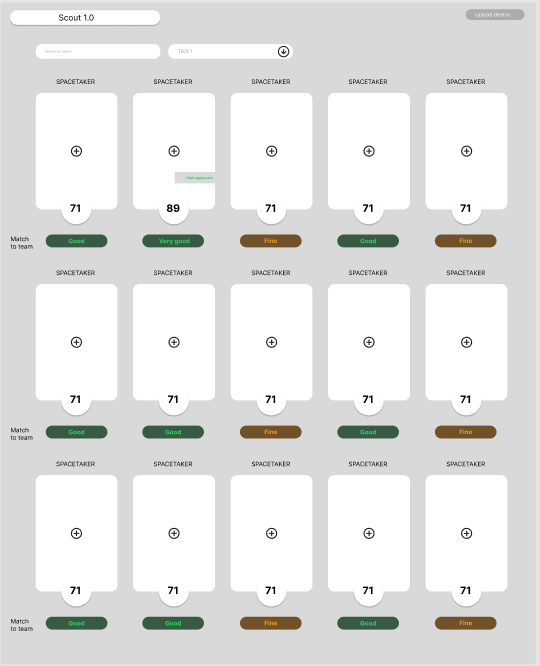 Scout 1.0
Upload demos
TIER 1
SPACETAKER SPACETAKER SPACETAKER SPACETAKER SPACETAKER
High aggression
71 89 71 71 71
Match
to team
Good Very good Fine Good Fine
SPACETAKER SPACETAKER SPACETAKER SPACETAKER SPACETAKER
71 71 71 71 71
Match
to team
Good Good Fine Good Fine
SPACETAKER SPACETAKER SPACETAKER SPACETAKER SPACETAKER
71 71 71 71 71
Match
to team
Good Good Fine Good Fine